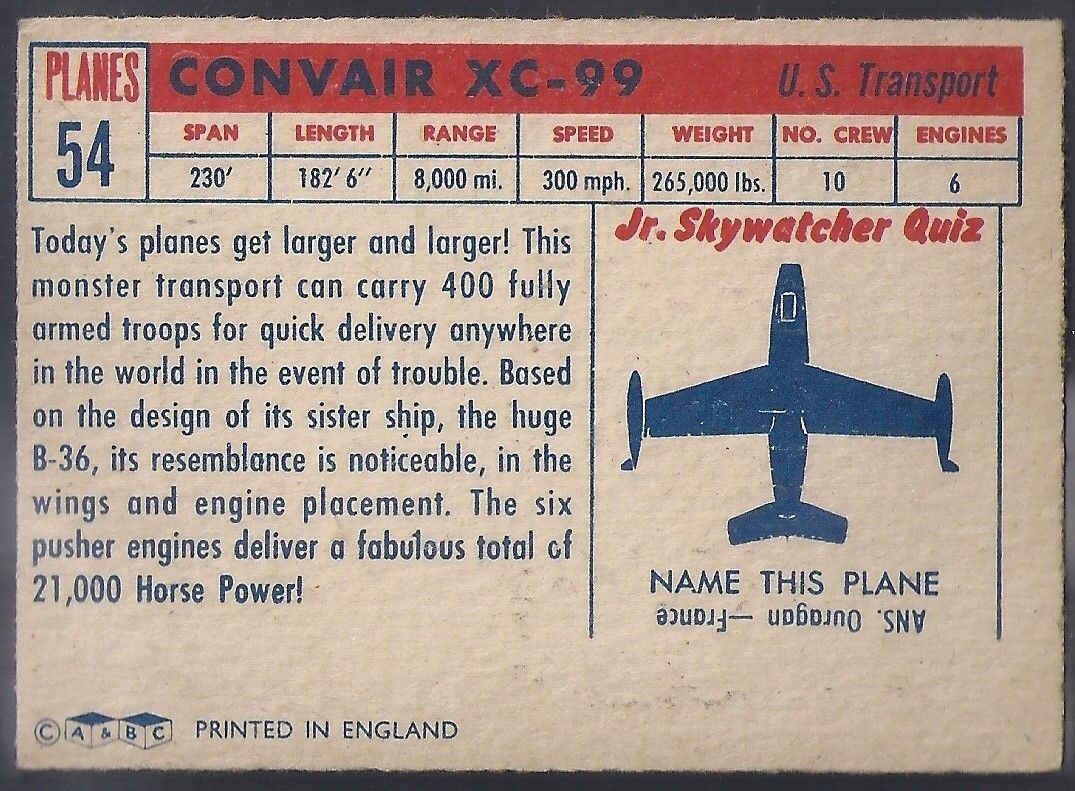 PLANES
54
CONVAIR XC-99
U. S. Transport
SPAN LENGTH RANGE SPEED WEIGHT NO. CREW ENGINES
230' 182' 6" 8,000 mi. 300 mph. 265,000 lbs. 10 6
Today's planes get larger and larger! This
monster transport can carry 400 fully
armed troops for quick delivery anywhere
in the world in the event of trouble. Based
on the design of its sister ship, the huge
B-36, its resemblance is noticeable, in the
wings and engine placement. The six
pusher engines deliver a fabulous total of
21,000 Horse Power!
Jr. Skywatcher Quiz
NAME THIS PLANE
ANS. Ouragan—France
© A & B C PRINTED IN ENGLAND